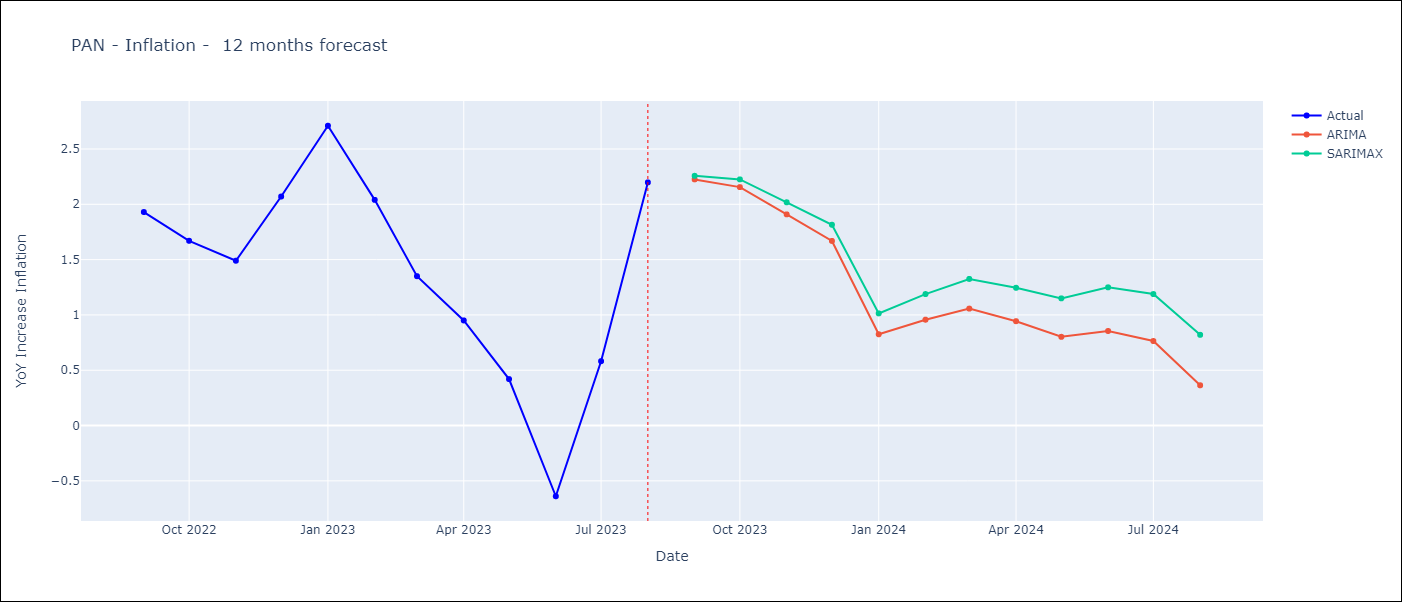 PAN - Inflation -  12 months forecast
Actual
ARIMA
SARIMAX
YoY Increase Inflation
2.5
2
1.5
1
0.5
0
−0.5
Oct 2022
Jan 2023
Apr 2023
Jul 2023
Oct 2023
Jan 2024
Apr 2024
Jul 2024
Date